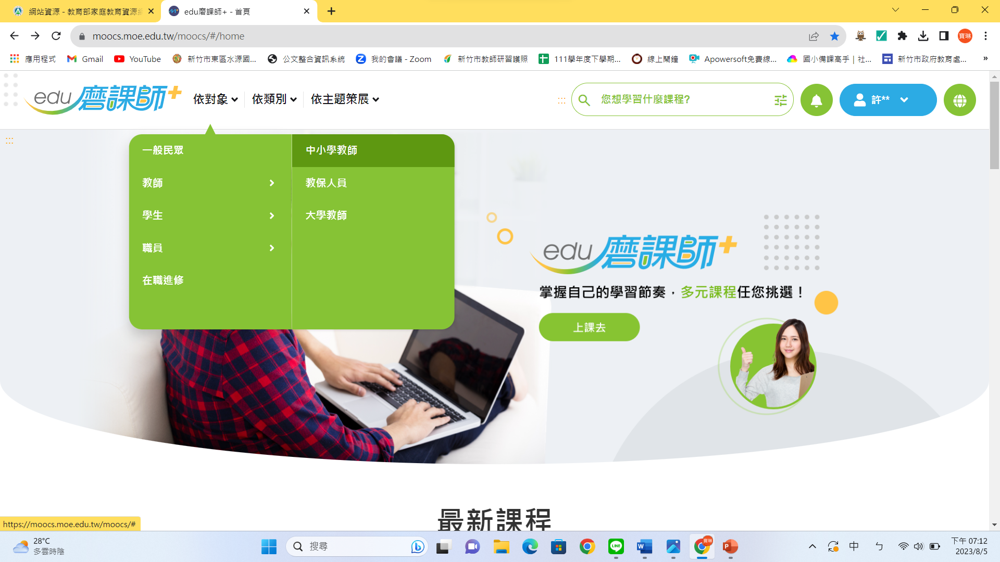 網站資源 - 教育部家庭教育資源
edu磨課師+ - 首頁
moocs.moe.edu.tw/moocs/#/home
寶琳
應用程式
Gmail
YouTube
新竹市東區水源國...
公文整合資訊系統
我的會議 - Zoom
新竹市教師研習護照
111學年度下學期...
線上鬧鐘
Apowersoft免費線...
國小備課高手 | 社...
新竹市政府教育處...
»
edu磨課師+
依對象
依類別
依主題策展
您想學習什麼課程?
許**
一般民眾
中小學教師
教師
教保人員
學生
大學教師
職員
在職進修
edu磨課師+
掌握自己的學習節奏，多元課程任您挑選！
上課去
最新課程
https://moocs.moe.edu.tw/moocs/#
28°C
多雲時陰
搜尋
LINE
中
ㄅ
下午 07:12
2023/8/5